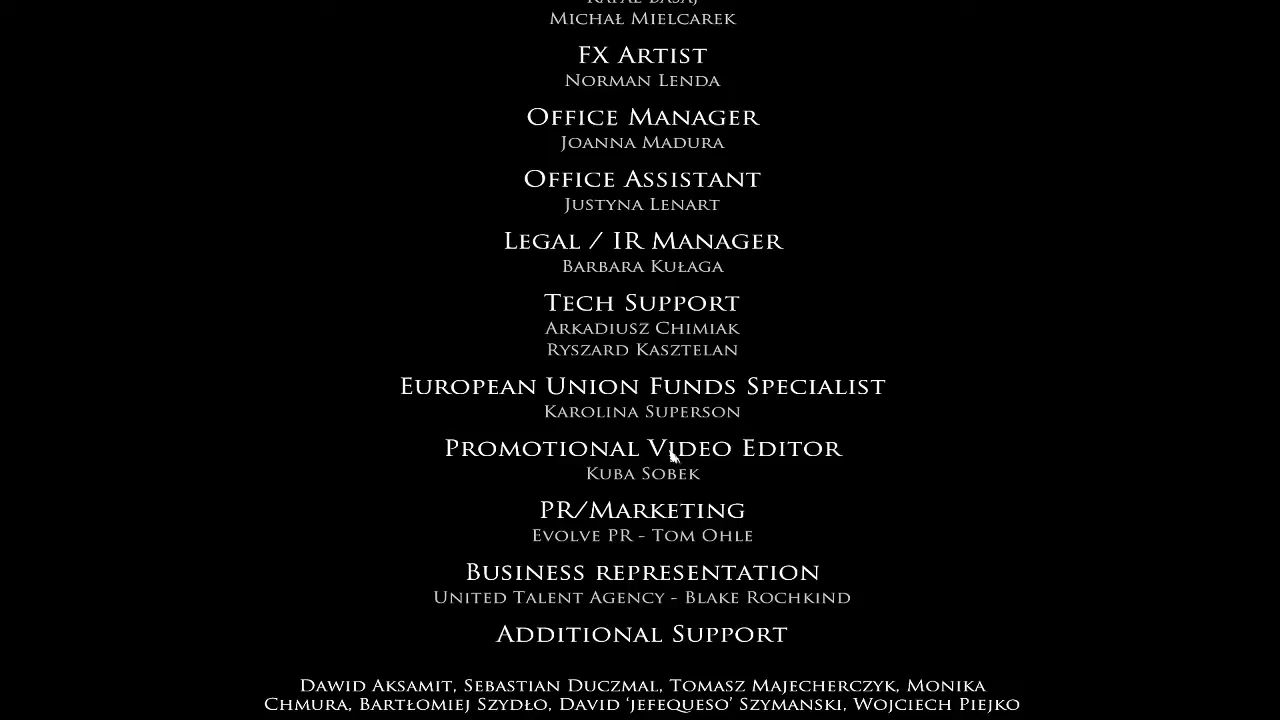 Michał Mielcarek
FX Artist
Norman Lenda
Office Manager
Joanna Madura
Office Assistant
Justyna Lenart
Legal / IR Manager
Barbara Kułaga
Tech Support
Arkadiusz Chimiak
Ryszard Kasztelan
European Union Funds Specialist
Karolina Superson
Promotional Video Editor
Kuba Sobek
PR/Marketing
Evolve PR - Tom Ohle
Business representation
United Talent Agency - Blake Rochkind
Additional Support
Dawid Aksamit, Sebastian Duczmal, Tomasz Majecherczyk, Monika
Chmura, Bartłomiej Szydło, David ‘jefequeso’ Szymanski, Wojciech Piejko